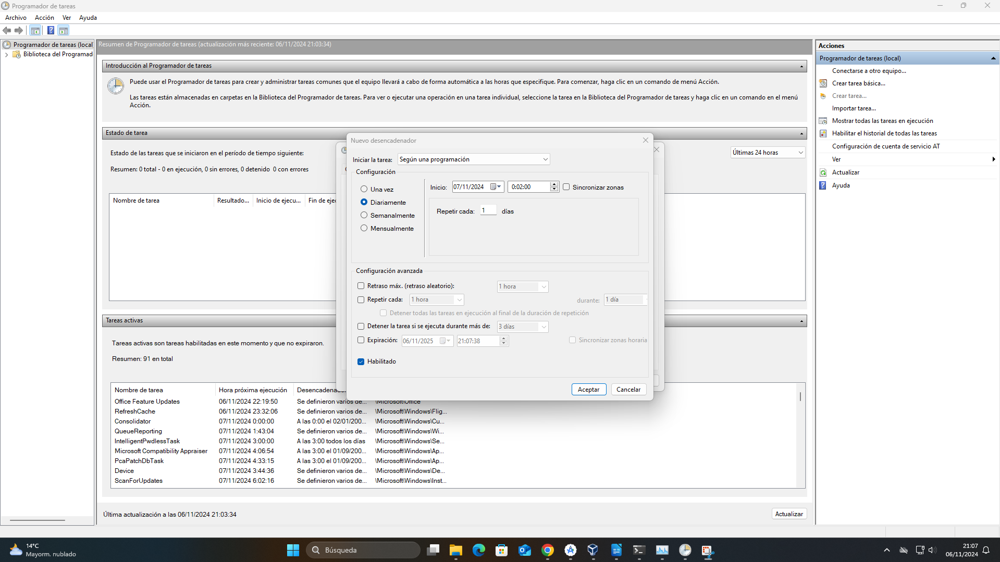 Programador de tareas
Archivo Acción Ver Ayuda
Programador de tareas (local
Biblioteca del Programad
Resumen de Programador de tareas (actualización más reciente: 06/11/2024 21:03:34)
Introducción al Programador de tareas
Puede usar el Programador de tareas para crear y administrar tareas comunes que el equipo llevará a cabo de forma automática a las horas que especifique. Para comenzar, haga clic en un comando de menú Acción.
Las tareas están almacenadas en carpetas en la Biblioteca del Programador de tareas. Para ver o ejecutar una operación en una tarea individual, seleccione la tarea en la Biblioteca del Programador de tareas y haga clic en un comando en el menú
Acción.
Estado de tarea
Estado de las tareas que se iniciaron en el período de tiempo siguiente:
Últimas 24 horas
Resumen: 0 total - 0 en ejecución, 0 sin errores, 0 detenido 0 con errores
Nombre de tarea Resultado... Inicio de ejecu... Fin de eje
Nuevo desencadenador
Iniciar la tarea: Según una programación
Configuración
Una vez
Diariamente
Semanalmente
Mensualmente
Inicio: 07/11/2024 0:02:00 Sincronizar zonas
Repetir cada: 1 días
Configuración avanzada
Retraso máx. (retraso aleatorio): 1 hora
Repetir cada: 1 hora durante: 1 día
Detener todas las tareas en ejecución al final de la duración de repetición
Detener la tarea si se ejecuta durante más de: 3 días
Expiración: 06/11/2025 21:07:38 Sincronizar zonas horaria
Habilitado
Aceptar Cancelar
Tareas activas
Tareas activas son tareas habilitadas en este momento y que no expiraron.
Resumen: 91 en total
Nombre de tarea Hora próxima ejecución Desencadenado...
Office Feature Updates 06/11/2024 22:19:50 Se definieron varios de... \Microsoft\Office
RefreshCache 06/11/2024 23:32:06 Se definieron varios de... \Microsoft\Windows\Flig...
Consolidator 07/11/2024 0:00:00 A las 0:00 el 02/01/200... \Microsoft\Windows\Cu...
QueueReporting 07/11/2024 1:43:04 Se definieron varios de... \Microsoft\Windows\Wi...
IntelligentPwdlessTask 07/11/2024 3:00:00 A las 3:00 todos los días \Microsoft\Windows\Se...
Microsoft Compatibility Appraiser 07/11/2024 4:06:54 A las 3:00 el 01/09/200... \Microsoft\Windows\Ap...
PcaPatchDbTask 07/11/2024 4:33:15 A las 3:00 el 01/09/200... \Microsoft\Windows\Ap...
Device 07/11/2024 3:44:36 Se definieron varios de... \Microsoft\Windows\De...
ScanForUpdates 07/11/2024 6:02:16 Se definieron varios de... \Microsoft\Windows\Inst...
Última actualización a las 06/11/2024 21:03:34
Actualizar
Acciones
Programador de tareas (local)
Conectarse a otro equipo...
Crear tarea básica...
Crear tarea...
Importar tarea...
Mostrar todas las tareas en ejecución
Habilitar el historial de todas las tareas
Configuración de cuenta de servicio AT
Ver
Actualizar
Ayuda
14°C
Mayorm. nublado
Búsqueda
21:07
06/11/2024